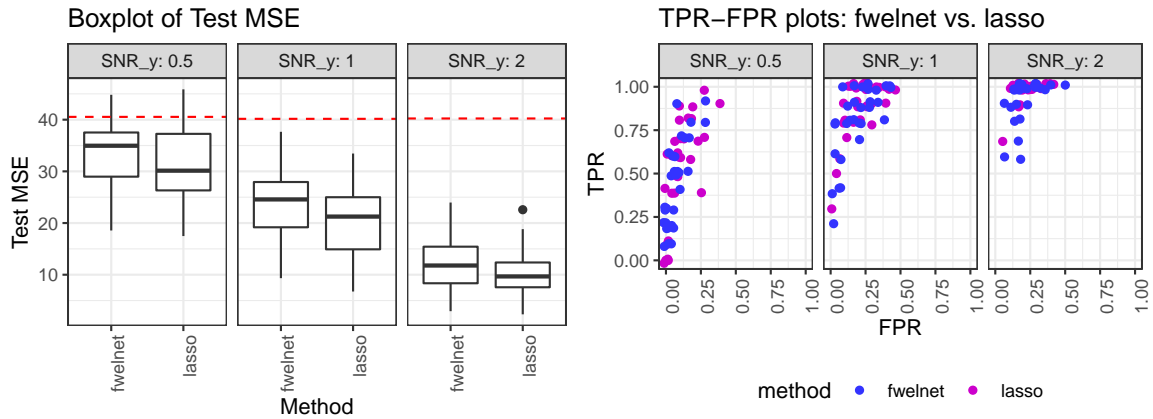 Boxplot of Test MSE
SNR_y: 0.5
SNR_y: 1
SNR_y: 2
Test MSE
40
30
20
10
fwelnet
lasso
fwelnet
lasso
fwelnet
lasso
Method
TPR−FPR plots: fwelnet vs. lasso
SNR_y: 0.5
SNR_y: 1
SNR_y: 2
TPR
1.00
0.75
0.50
0.25
0.00
0.00
0.25
0.50
0.75
1.00
0.00
0.25
0.50
0.75
1.00
0.00
0.25
0.50
0.75
1.00
FPR
method fwelnet lasso